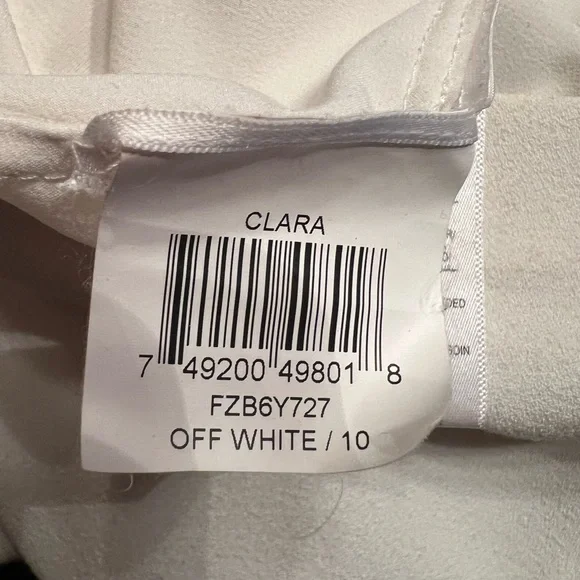 CLARA
7 49200 49801 8
FZB6Y727
OFF WHITE / 10